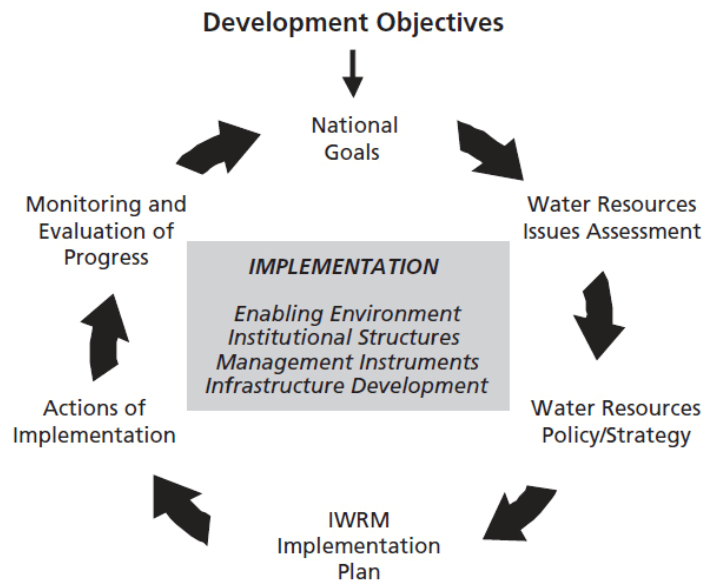 Development Objectives
National
Goals
Water Resources
Issues Assessment
Water Resources
Policy/Strategy
IWRM
Implementation
Plan
Actions of
Implementation
Monitoring and
Evaluation of
Progress
IMPLEMENTATION
Enabling Environment
Institutional Structures
Management Instruments
Infrastructure Development